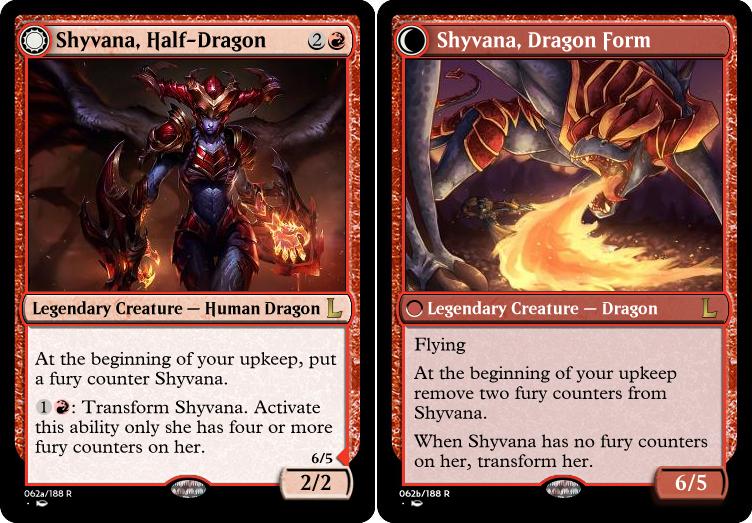 Shyvana, Half-Dragon 2
Legendary Creature — Human Dragon L
At the beginning of your upkeep, put
a fury counter Shyvana.
1 : Transform Shyvana. Activate
this ability only she has four or more
fury counters on her.
6/5
2/2
062a/188 R
Shyvana, Dragon Form
Legendary Creature — Dragon L
Flying
At the beginning of your upkeep
remove two fury counters from
Shyvana.
When Shyvana has no fury counters
on her, transform her.
6/5
062b/188 R